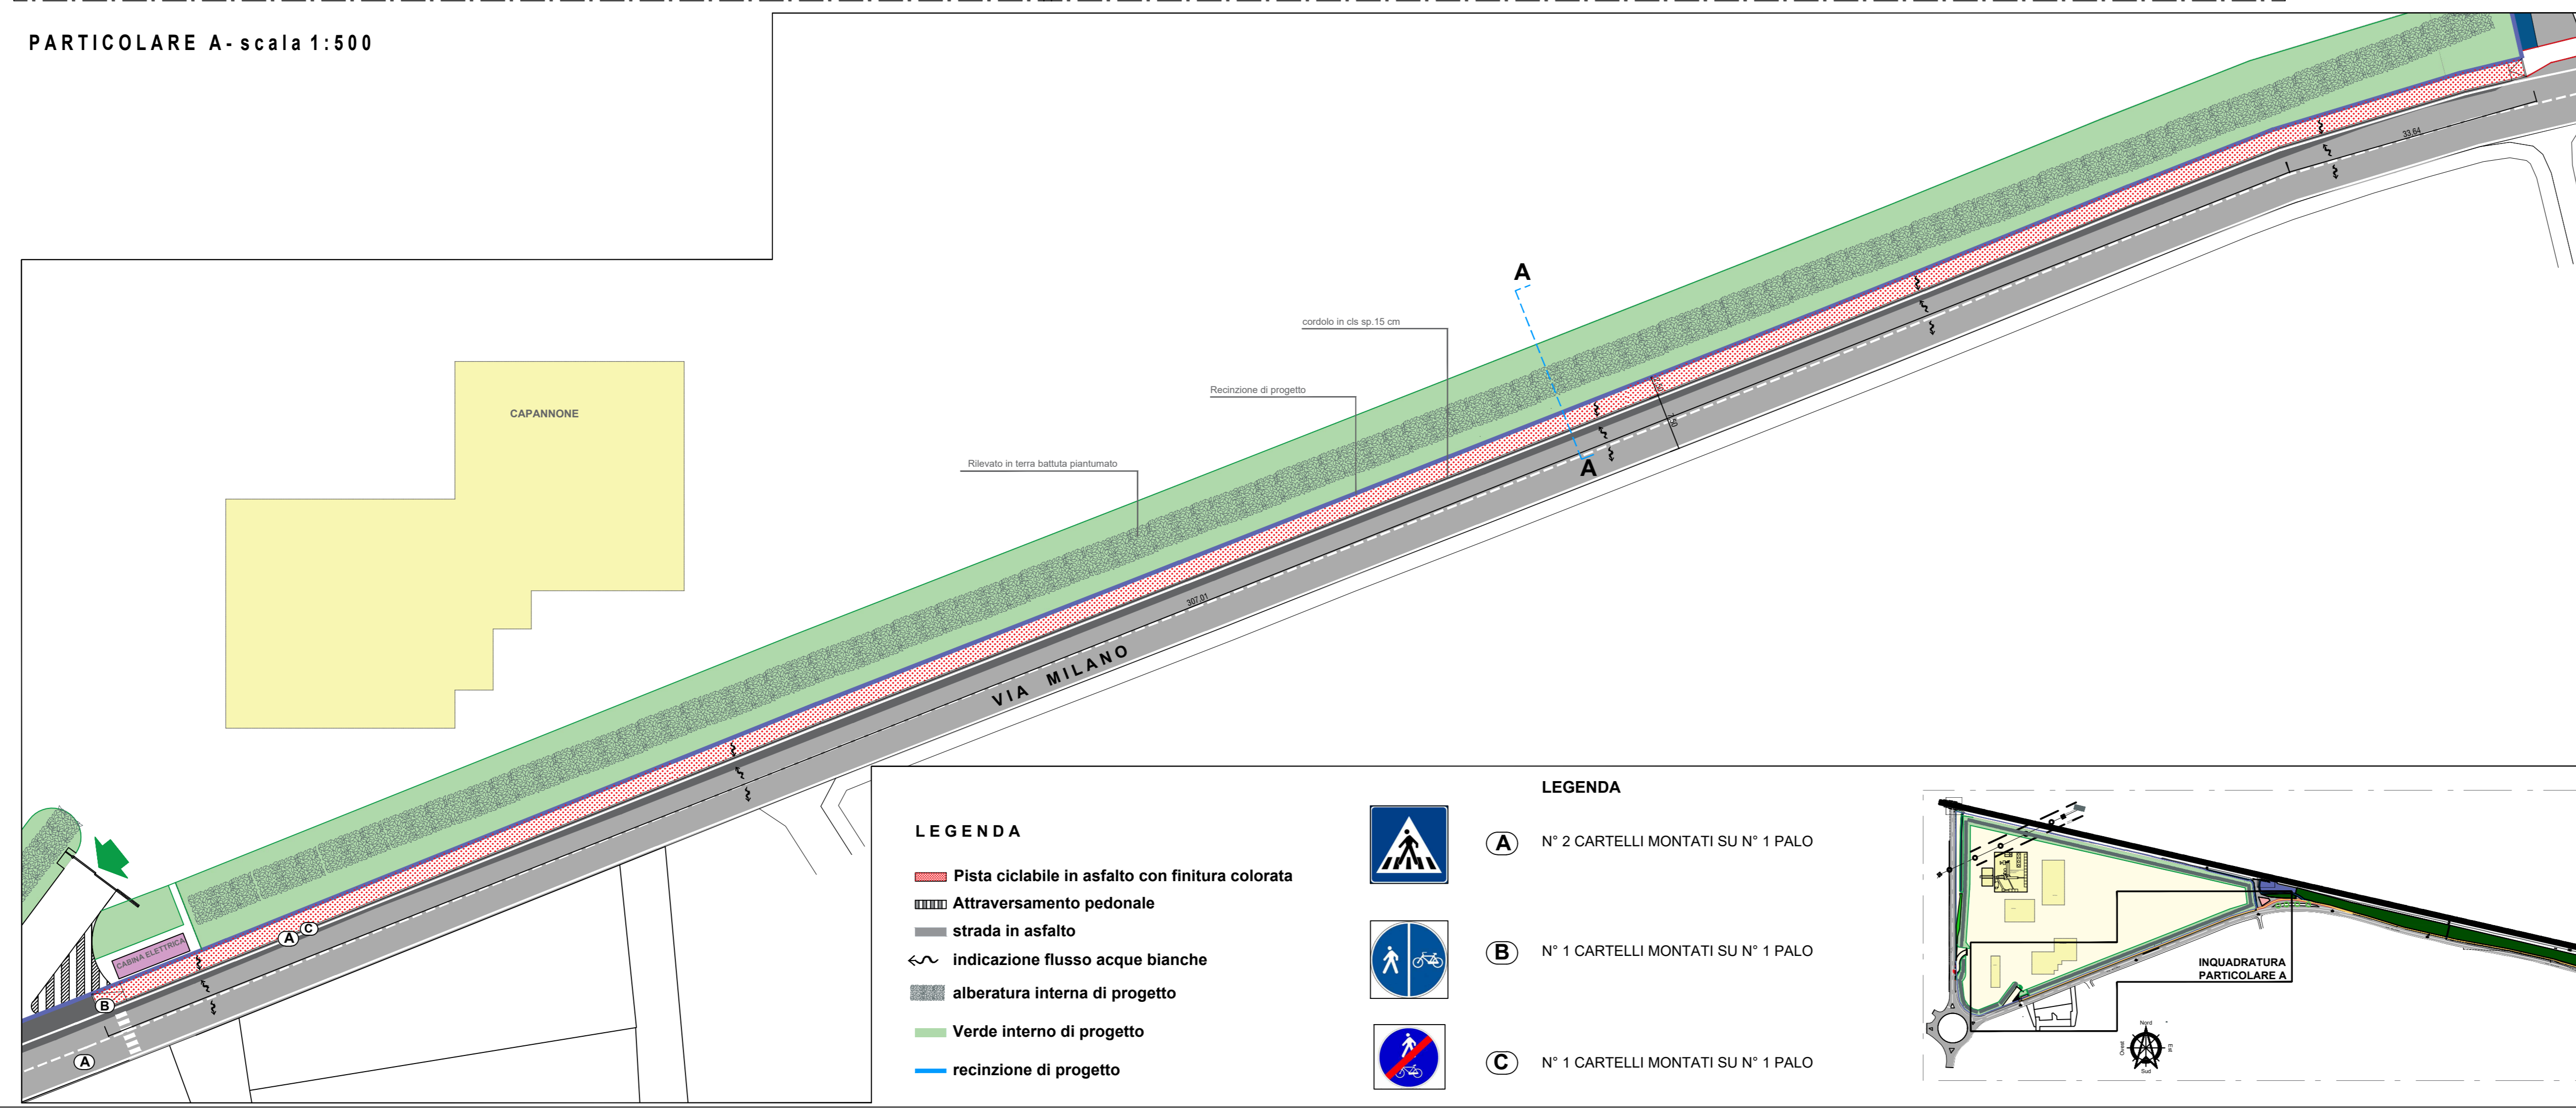 PARTICOLARE A- scala 1:500
33.64
A
cordolo in cls sp.15 cm
Recinzione di progetto
CAPANNONE
7.50
A
Rilevato in terra battuta piantumato
307.01
VIA MILANO
C
A
CABINA ELETTRICA
B
A
LEGENDA
Pista ciclabile in asfalto con finitura colorata
Attraversamento pedonale
strada in asfalto
indicazione flusso acque bianche
alberatura interna di progetto
Verde interno di progetto
recinzione di progetto
LEGENDA
A N° 2 CARTELLI MONTATI SU N° 1 PALO
B N° 1 CARTELLI MONTATI SU N° 1 PALO
C N° 1 CARTELLI MONTATI SU N° 1 PALO
INQUADRATURA
PARTICOLARE A
Nord
Ovest
Est
Sud